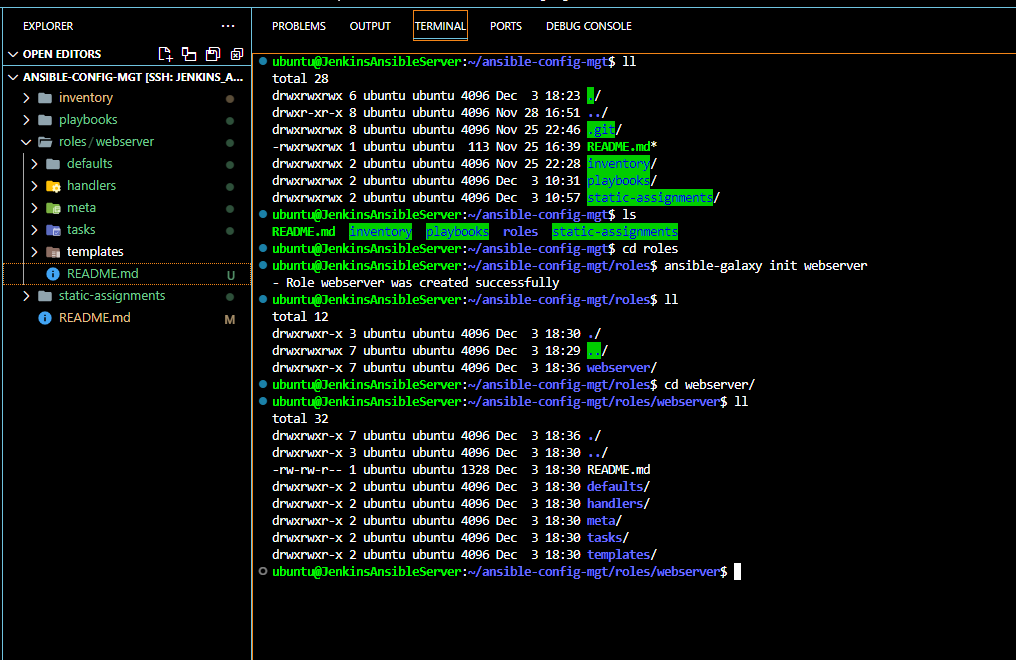 EXPLORER
OPEN EDITORS
ANSIBLE-CONFIG-MGT [SSH: JENKINS_A...
inventory
playbooks
roles / webserver
defaults
handlers
meta
tasks
templates
README.md U
static-assignments
README.md M
PROBLEMS OUTPUT TERMINAL PORTS DEBUG CONSOLE
ubuntu@JenkinsAnsibleServer:~/ansible-config-mgt$ ll
total 28
drwxrwxrwx 6 ubuntu ubuntu 4096 Dec  3 18:23 ./
drwxr-xr-x 8 ubuntu ubuntu 4096 Nov 28 16:51 ../
drwxrwxrwx 8 ubuntu ubuntu 4096 Nov 25 22:46 .git/
-rwxrwxrwx 1 ubuntu ubuntu  113 Nov 25 16:39 README.md*
drwxrwxrwx 2 ubuntu ubuntu 4096 Nov 25 22:28 inventory/
drwxrwxrwx 2 ubuntu ubuntu 4096 Dec  3 10:31 playbooks/
drwxrwxrwx 2 ubuntu ubuntu 4096 Dec  3 10:57 static-assignments/
ubuntu@JenkinsAnsibleServer:~/ansible-config-mgt$ ls
README.md  inventory  playbooks  roles  static-assignments
ubuntu@JenkinsAnsibleServer:~/ansible-config-mgt$ cd roles
ubuntu@JenkinsAnsibleServer:~/ansible-config-mgt/roles$ ansible-galaxy init webserver
- Role webserver was created successfully
ubuntu@JenkinsAnsibleServer:~/ansible-config-mgt/roles$ ll
total 12
drwxrwxr-x 3 ubuntu ubuntu 4096 Dec  3 18:30 ./
drwxrwxrwx 7 ubuntu ubuntu 4096 Dec  3 18:29 ../
drwxrwxr-x 7 ubuntu ubuntu 4096 Dec  3 18:36 webserver/
ubuntu@JenkinsAnsibleServer:~/ansible-config-mgt/roles$ cd webserver/
ubuntu@JenkinsAnsibleServer:~/ansible-config-mgt/roles/webserver$ ll
total 32
drwxrwxr-x 7 ubuntu ubuntu 4096 Dec  3 18:36 ./
drwxrwxr-x 3 ubuntu ubuntu 4096 Dec  3 18:30 ../
-rw-rw-r-- 1 ubuntu ubuntu 1328 Dec  3 18:30 README.md
drwxrwxr-x 2 ubuntu ubuntu 4096 Dec  3 18:30 defaults/
drwxrwxr-x 2 ubuntu ubuntu 4096 Dec  3 18:30 handlers/
drwxrwxr-x 2 ubuntu ubuntu 4096 Dec  3 18:30 meta/
drwxrwxr-x 2 ubuntu ubuntu 4096 Dec  3 18:30 tasks/
drwxrwxr-x 2 ubuntu ubuntu 4096 Dec  3 18:30 templates/
ubuntu@JenkinsAnsibleServer:~/ansible-config-mgt/roles/webserver$